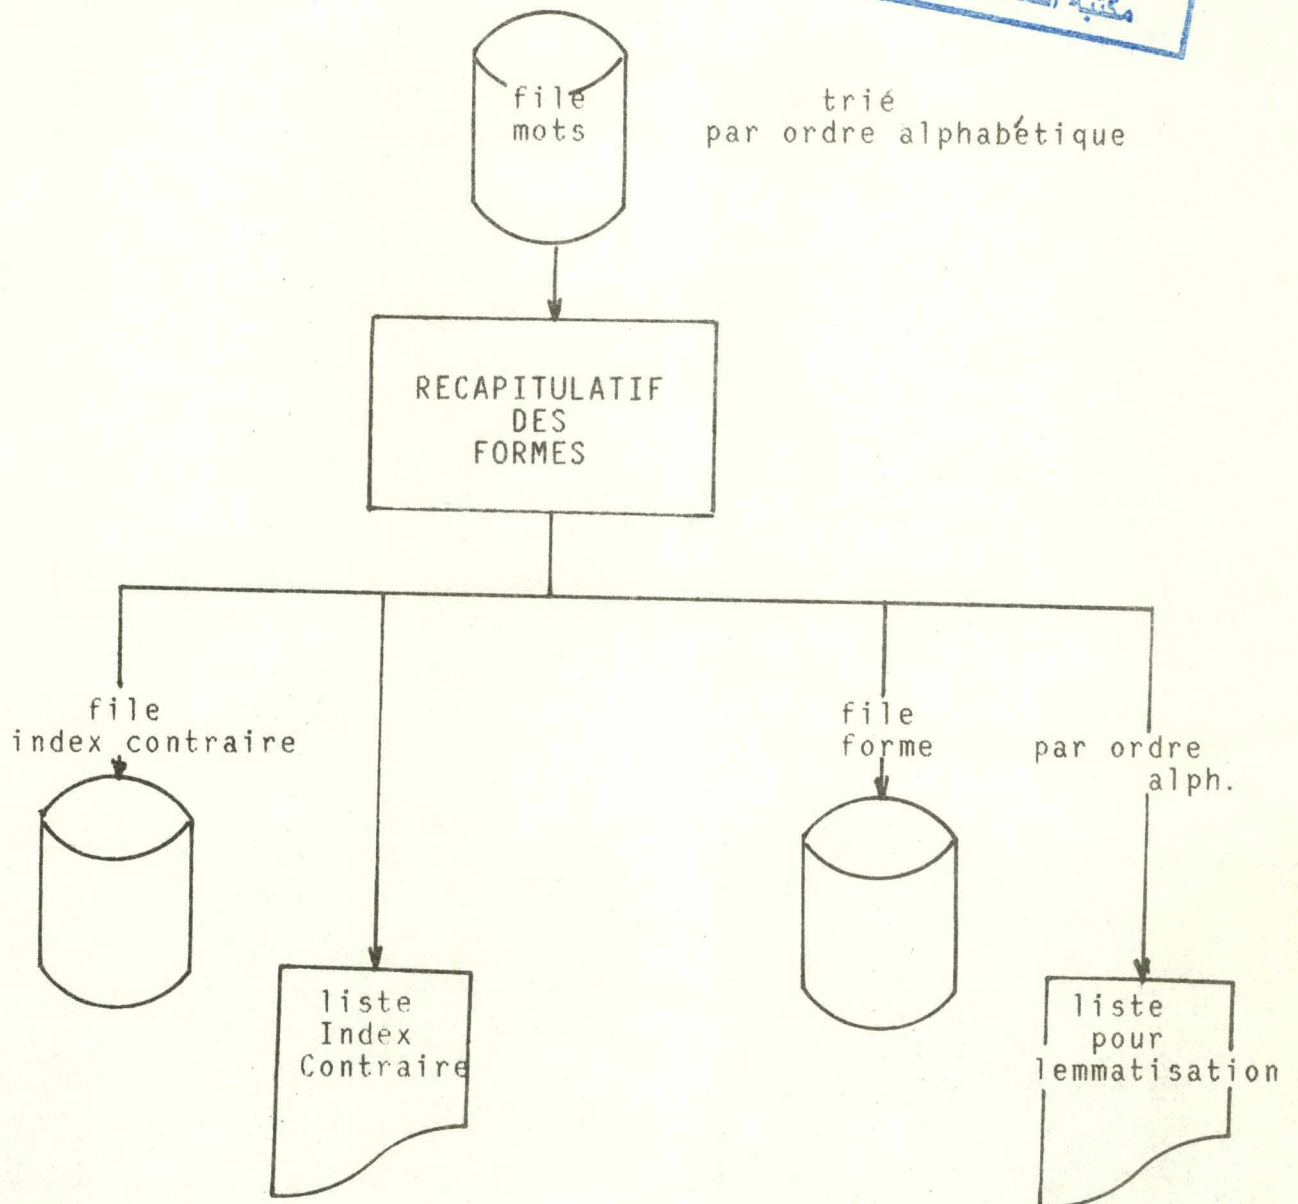 مكتبة
file
mots
trié
par ordre alphabétique
RECAPITULATIF
DES
FORMES
file
index contraire
file
forme
par ordre
alph.
liste
Index
Contraire
liste
pour
lemmatisation